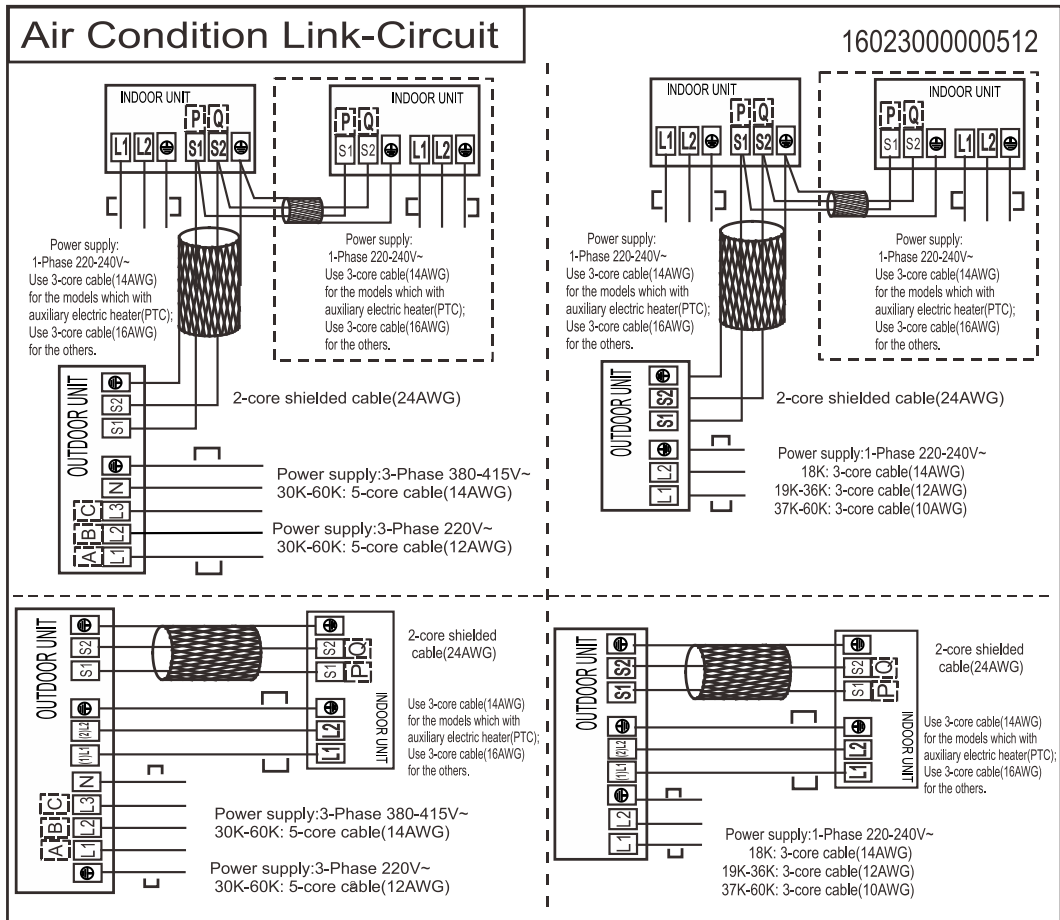 Air Condition Link-Circuit
16023000000512
INDOOR UNIT
P Q
L1 L2 S1 S2
INDOOR UNIT
P Q
S1 S2 L1 L2
Power supply:
1-Phase 220-240V~
Use 3-core cable(14AWG)
for the models which with
auxiliary electric heater(PTC);
Use 3-core cable(16AWG)
for the others.
Power supply:
1-Phase 220-240V~
Use 3-core cable(14AWG)
for the models which with
auxiliary electric heater(PTC);
Use 3-core cable(16AWG)
for the others.
OUTDOOR UNIT
S2
S1
N
C L3
B L2
A L1
2-core shielded cable(24AWG)
Power supply:3-Phase 380-415V~
30K-60K: 5-core cable(14AWG)
Power supply:3-Phase 220V~
30K-60K: 5-core cable(12AWG)
INDOOR UNIT
P Q
L1 L2 S1 S2
INDOOR UNIT
P Q
S1 S2 L1 L2
Power supply:
1-Phase 220-240V~
Use 3-core cable(14AWG)
for the models which with
auxiliary electric heater(PTC);
Use 3-core cable(16AWG)
for the others.
Power supply:
1-Phase 220-240V~
Use 3-core cable(14AWG)
for the models which with
auxiliary electric heater(PTC);
Use 3-core cable(16AWG)
for the others.
OUTDOOR UNIT
S2
S1
L2
L1
2-core shielded cable(24AWG)
Power supply:1-Phase 220-240V~
18K: 3-core cable(14AWG)
19K-36K: 3-core cable(12AWG)
37K-60K: 3-core cable(10AWG)
OUTDOOR UNIT
S2
S1
(2)L2
(1)L1
N
C L3
B L2
A L1
S2 Q
S1 P
L2
L1
INDOOR UNIT
2-core shielded
cable(24AWG)
Use 3-core cable(14AWG)
for the models which with
auxiliary electric heater(PTC);
Use 3-core cable(16AWG)
for the others.
Power supply:3-Phase 380-415V~
30K-60K: 5-core cable(14AWG)
Power supply:3-Phase 220V~
30K-60K: 5-core cable(12AWG)
OUTDOOR UNIT
S2
S1
(2)L2
(1)L1
L2
L1
S2 Q
S1 P
L2
L1
INDOOR UNIT
2-core shielded
cable(24AWG)
Use 3-core cable(14AWG)
for the models which with
auxiliary electric heater(PTC);
Use 3-core cable(16AWG)
for the others.
Power supply:1-Phase 220-240V~
18K: 3-core cable(14AWG)
19K-36K: 3-core cable(12AWG)
37K-60K: 3-core cable(10AWG)